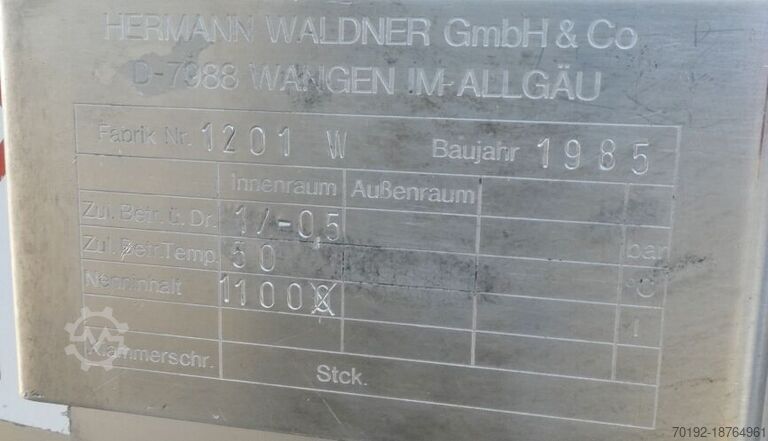 HERMANN WALDNER GmbH & Co
D-7988 WANGEN IM ALLGÄU
Fabrik Nr. 1201 W Baujahr 1985
Innenraum Außenraum
Zul. Betr. ü. Dr. 1/-0,5 bar
Zul. Betr. Temp. 50 °C
Nenninhalt 1100 l
Klammerschr. Stck.
70192-18764961